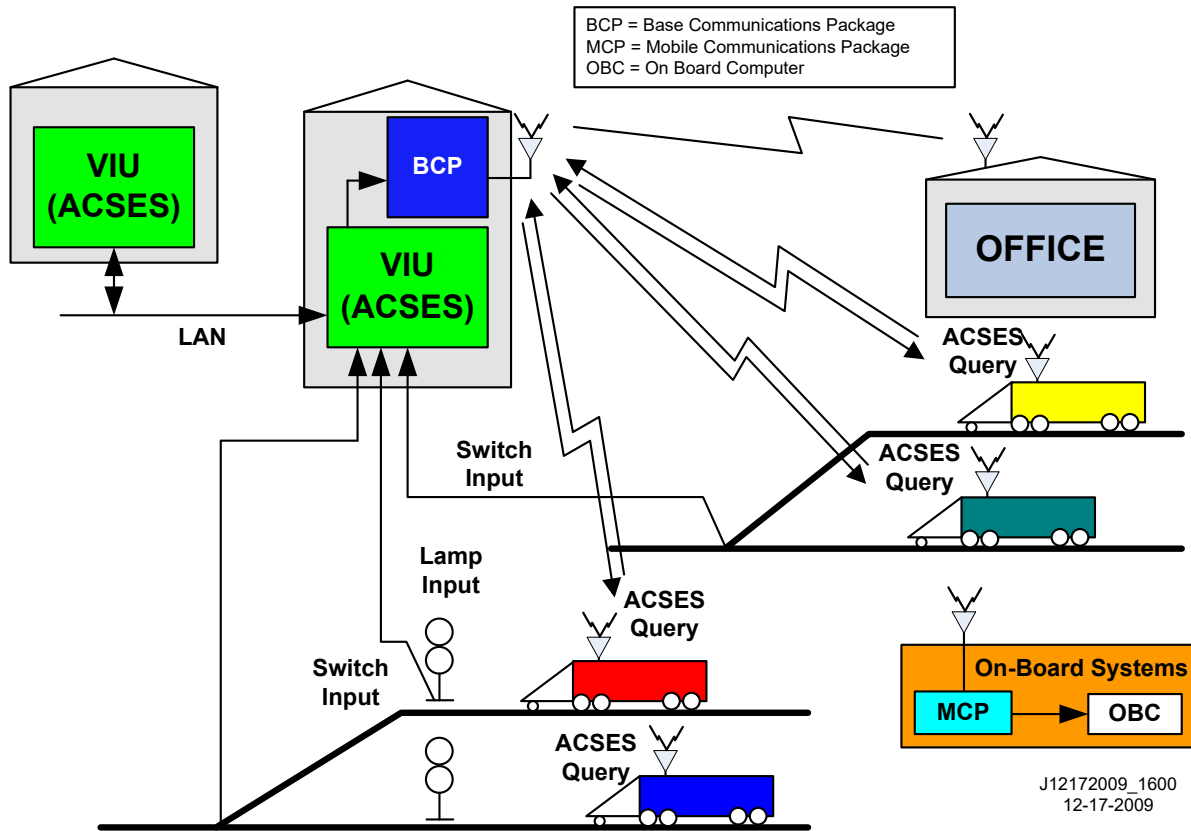 BCP = Base Communications Package
MCP = Mobile Communications Package
OBC = On Board Computer
VIU
(ACSES)
BCP
VIU
(ACSES)
OFFICE
LAN
ACSES
Query
Switch
Input
ACSES
Query
Lamp
Input
ACSES
Query
Switch
Input
On-Board Systems
MCP
OBC
ACSES
Query
J12172009_1600
12-17-2009